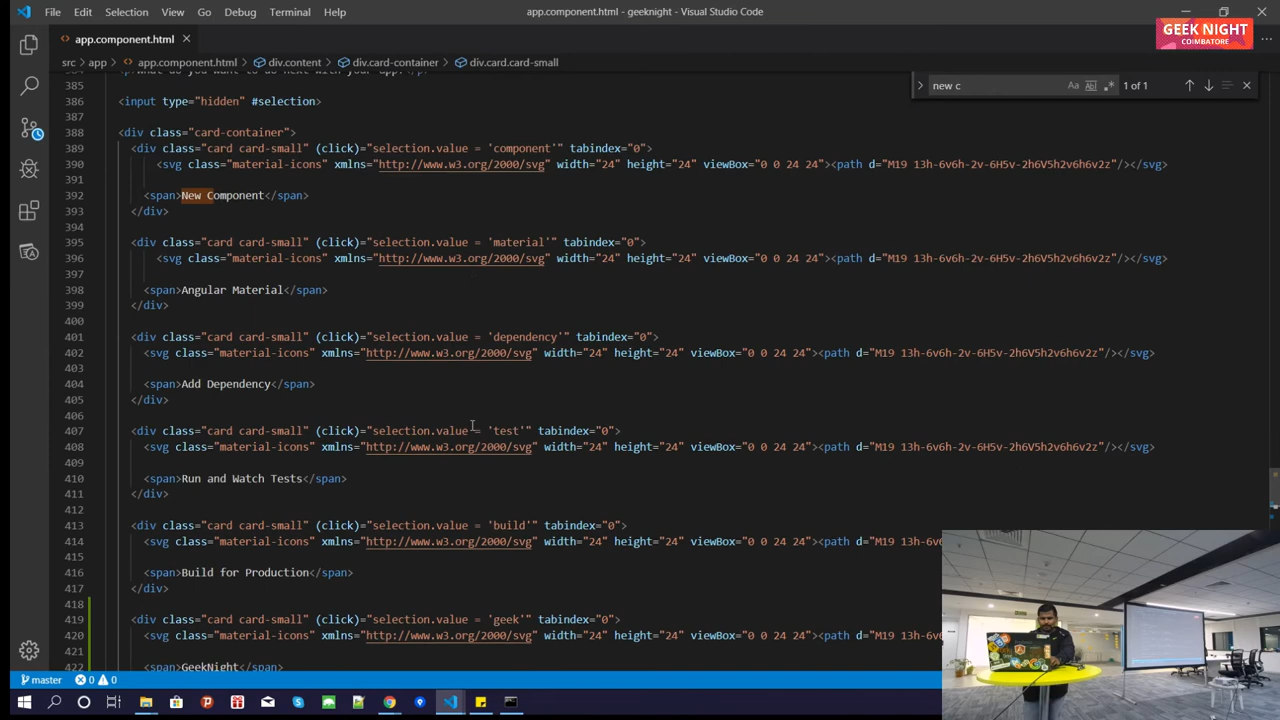 File Edit Selection View Go Debug Terminal Help
app.component.html - geeknight - Visual Studio Code
GEEK NIGHT
COIMBATORE
app.component.html
src > app > app.component.html > div.content > div.card-container > div.card.card-small
new c
Aa
1 of 1
384 <p>What do you want to do next with your app?</p>
385
386 <input type="hidden" #selection>
387
388 <div class="card-container">
389 <div class="card card-small" (click)="selection.value = 'component'" tabindex="0">
390 <svg class="material-icons" xmlns="http://www.w3.org/2000/svg" width="24" height="24" viewBox="0 0 24 24"><path d="M19 13h-6v6h-2v-6H5v-2h6V5h2v6h6v2z"/></svg>
391
392 <span>New Component</span>
393 </div>
394
395 <div class="card card-small" (click)="selection.value = 'material'" tabindex="0">
396 <svg class="material-icons" xmlns="http://www.w3.org/2000/svg" width="24" height="24" viewBox="0 0 24 24"><path d="M19 13h-6v6h-2v-6H5v-2h6V5h2v6h6v2z"/></svg>
397
398 <span>Angular Material</span>
399 </div>
400
401 <div class="card card-small" (click)="selection.value = 'dependency'" tabindex="0">
402 <svg class="material-icons" xmlns="http://www.w3.org/2000/svg" width="24" height="24" viewBox="0 0 24 24"><path d="M19 13h-6v6h-2v-6H5v-2h6V5h2v6h6v2z"/></svg>
403
404 <span>Add Dependency</span>
405 </div>
406
407 <div class="card card-small" (click)="selection.value = 'test'" tabindex="0">
408 <svg class="material-icons" xmlns="http://www.w3.org/2000/svg" width="24" height="24" viewBox="0 0 24 24"><path d="M19 13h-6v6h-2v-6H5v-2h6V5h2v6h6v2z"/></svg>
409
410 <span>Run and Watch Tests</span>
411 </div>
412
413 <div class="card card-small" (click)="selection.value = 'build'" tabindex="0">
414 <svg class="material-icons" xmlns="http://www.w3.org/2000/svg" width="24" height="24" viewBox="0 0 24 24"><path d="M19 13h-6v6
415
416 <span>Build for Production</span>
417 </div>
418
419 <div class="card card-small" (click)="selection.value = 'geek'" tabindex="0">
420 <svg class="material-icons" xmlns="http://www.w3.org/2000/svg" width="24" height="24" viewBox="0 0 24 24"><path d="M19 13h-6v6
421
422 <span>GeekNight</span>
master 0 0